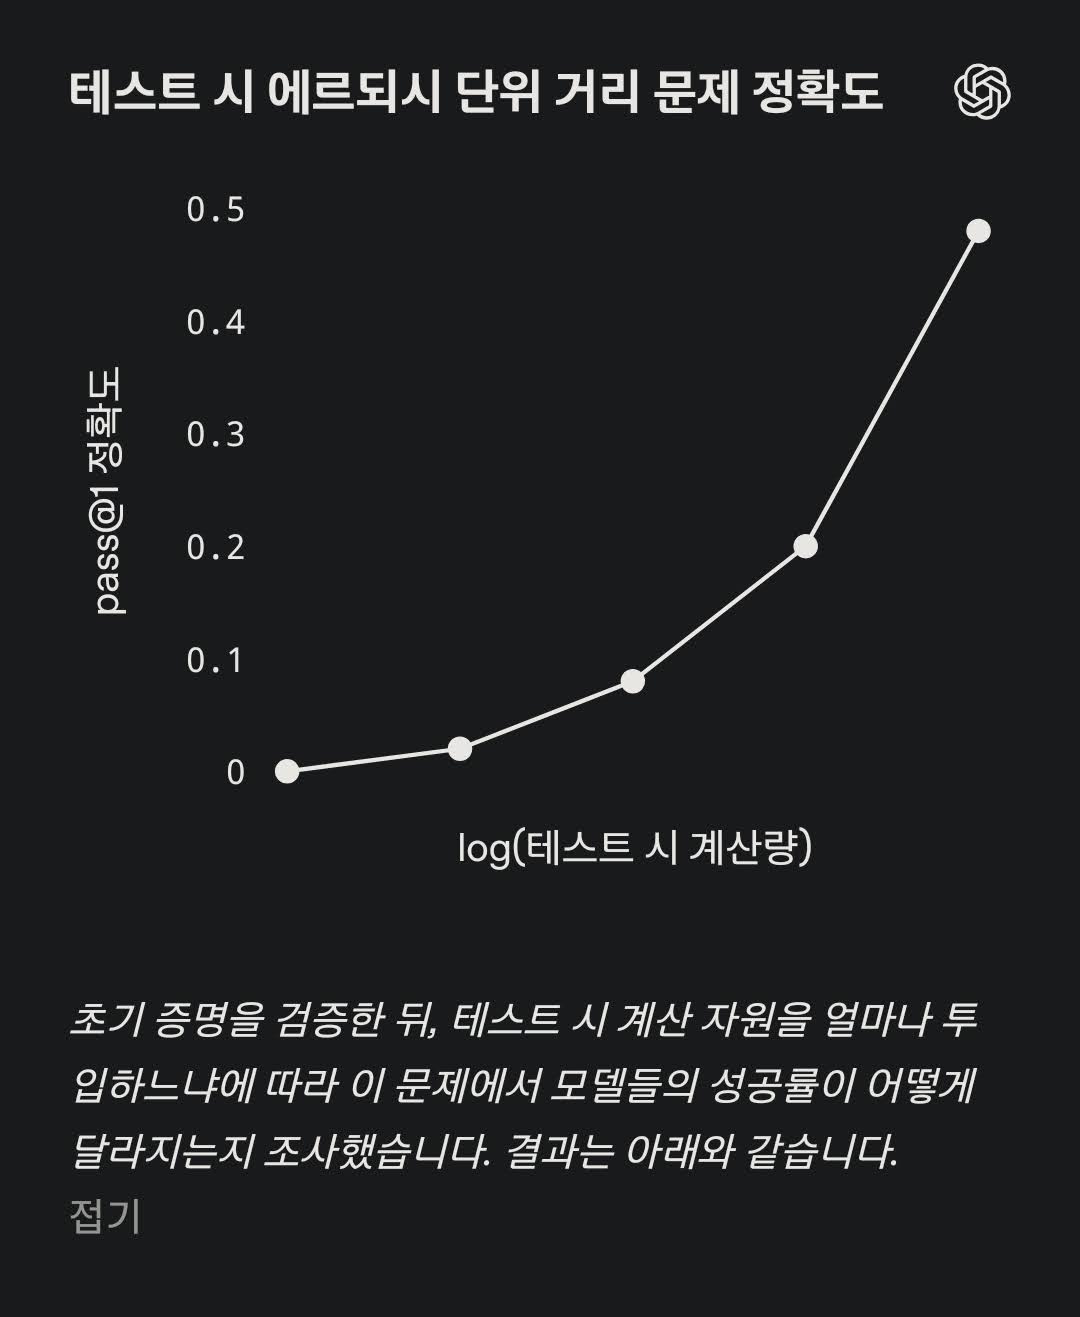 테스트 시 에르되시 단위 거리 문제 정확도
0.5
0.4
0.3
0.2
0.1
0
pass@1 정확도
log(테스트 시 계산량)
초기 증명을 검증한 뒤, 테스트 시 계산 자원을 얼마나 투
입하느냐에 따라 이 문제에서 모델들의 성공률이 어떻게
달라지는지 조사했습니다. 결과는 아래와 같습니다.
접기